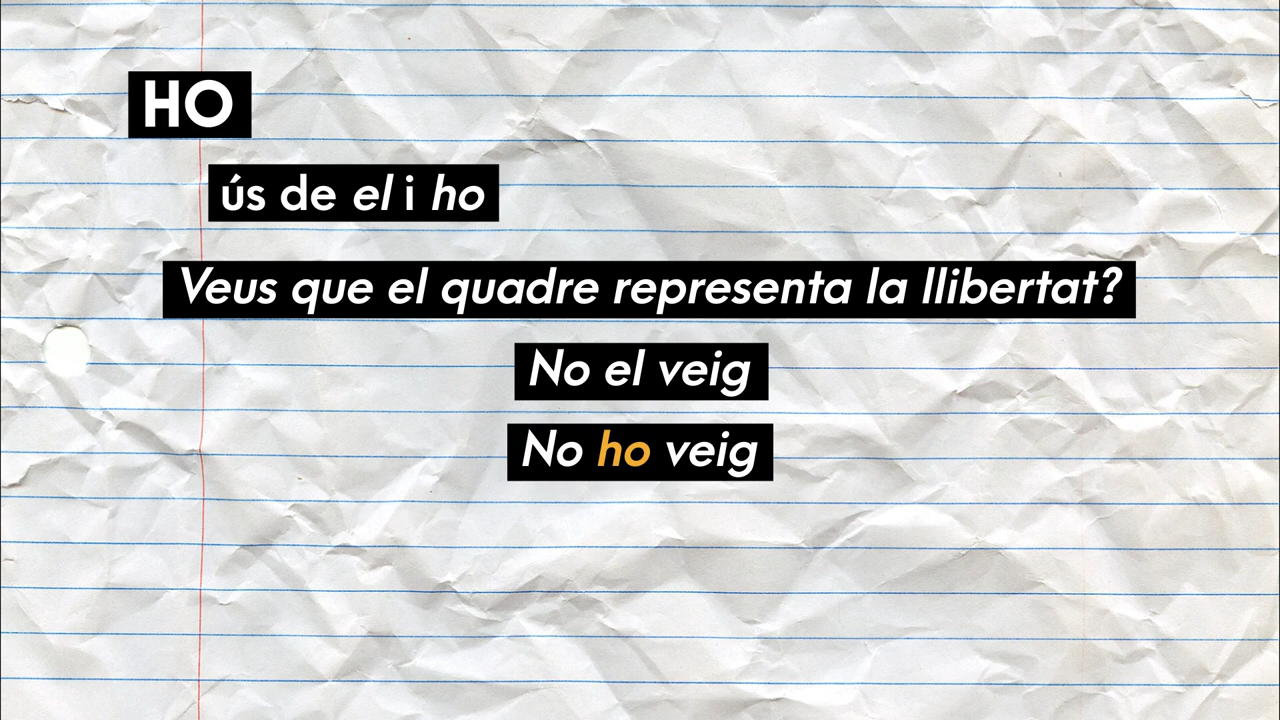 HO
ús de el i ho
Veus que el quadre representa la llibertat?
No el veig
No ho veig